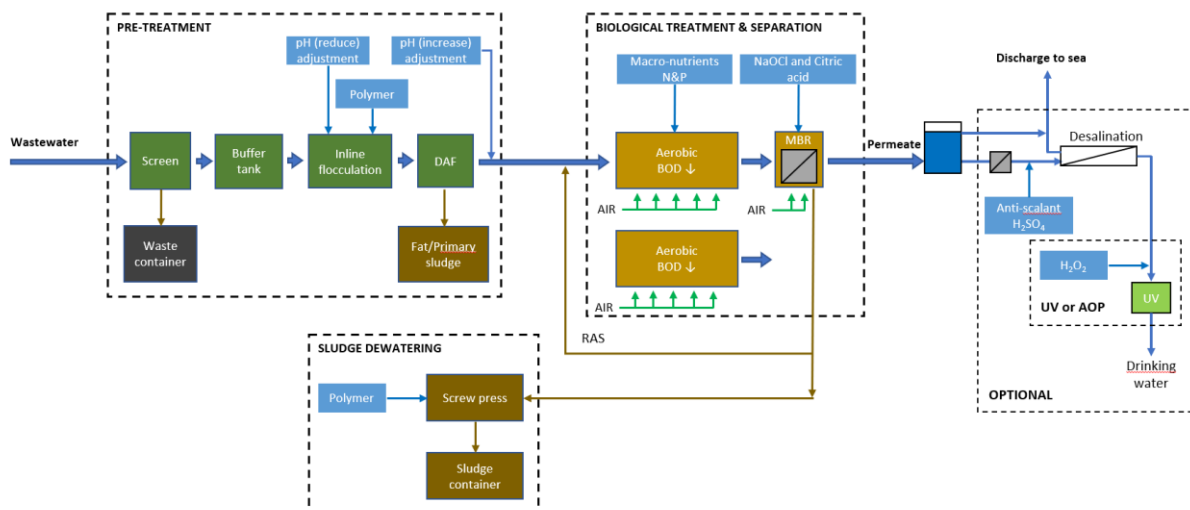 PRE-TREATMENT
pH (reduce)
adjustment
pH (increase)
adjustment
Polymer
Wastewater
Screen
Buffer
tank
Inline
flocculation
DAF
Waste
container
Fat/Primary
sludge
BIOLOGICAL TREATMENT & SEPARATION
Macro-nutrients
N&P
NaOCl and Citric
acid
Aerobic
BOD ↓
MBR
AIR
AIR
Aerobic
BOD ↓
AIR
RAS
Permeate
Discharge to sea
Desalination
Anti-scalant
H₂SO₄
H₂O₂
UV
UV or AOP
Drinking
water
OPTIONAL
SLUDGE DEWATERING
Polymer
Screw press
Sludge
container